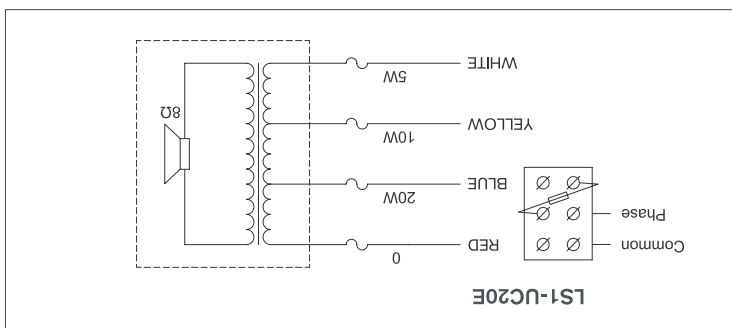 LS1-UC20E
Common
Phase
RED
0
BLUE
20W
YELLOW
10W
WHITE
5W
8Ω